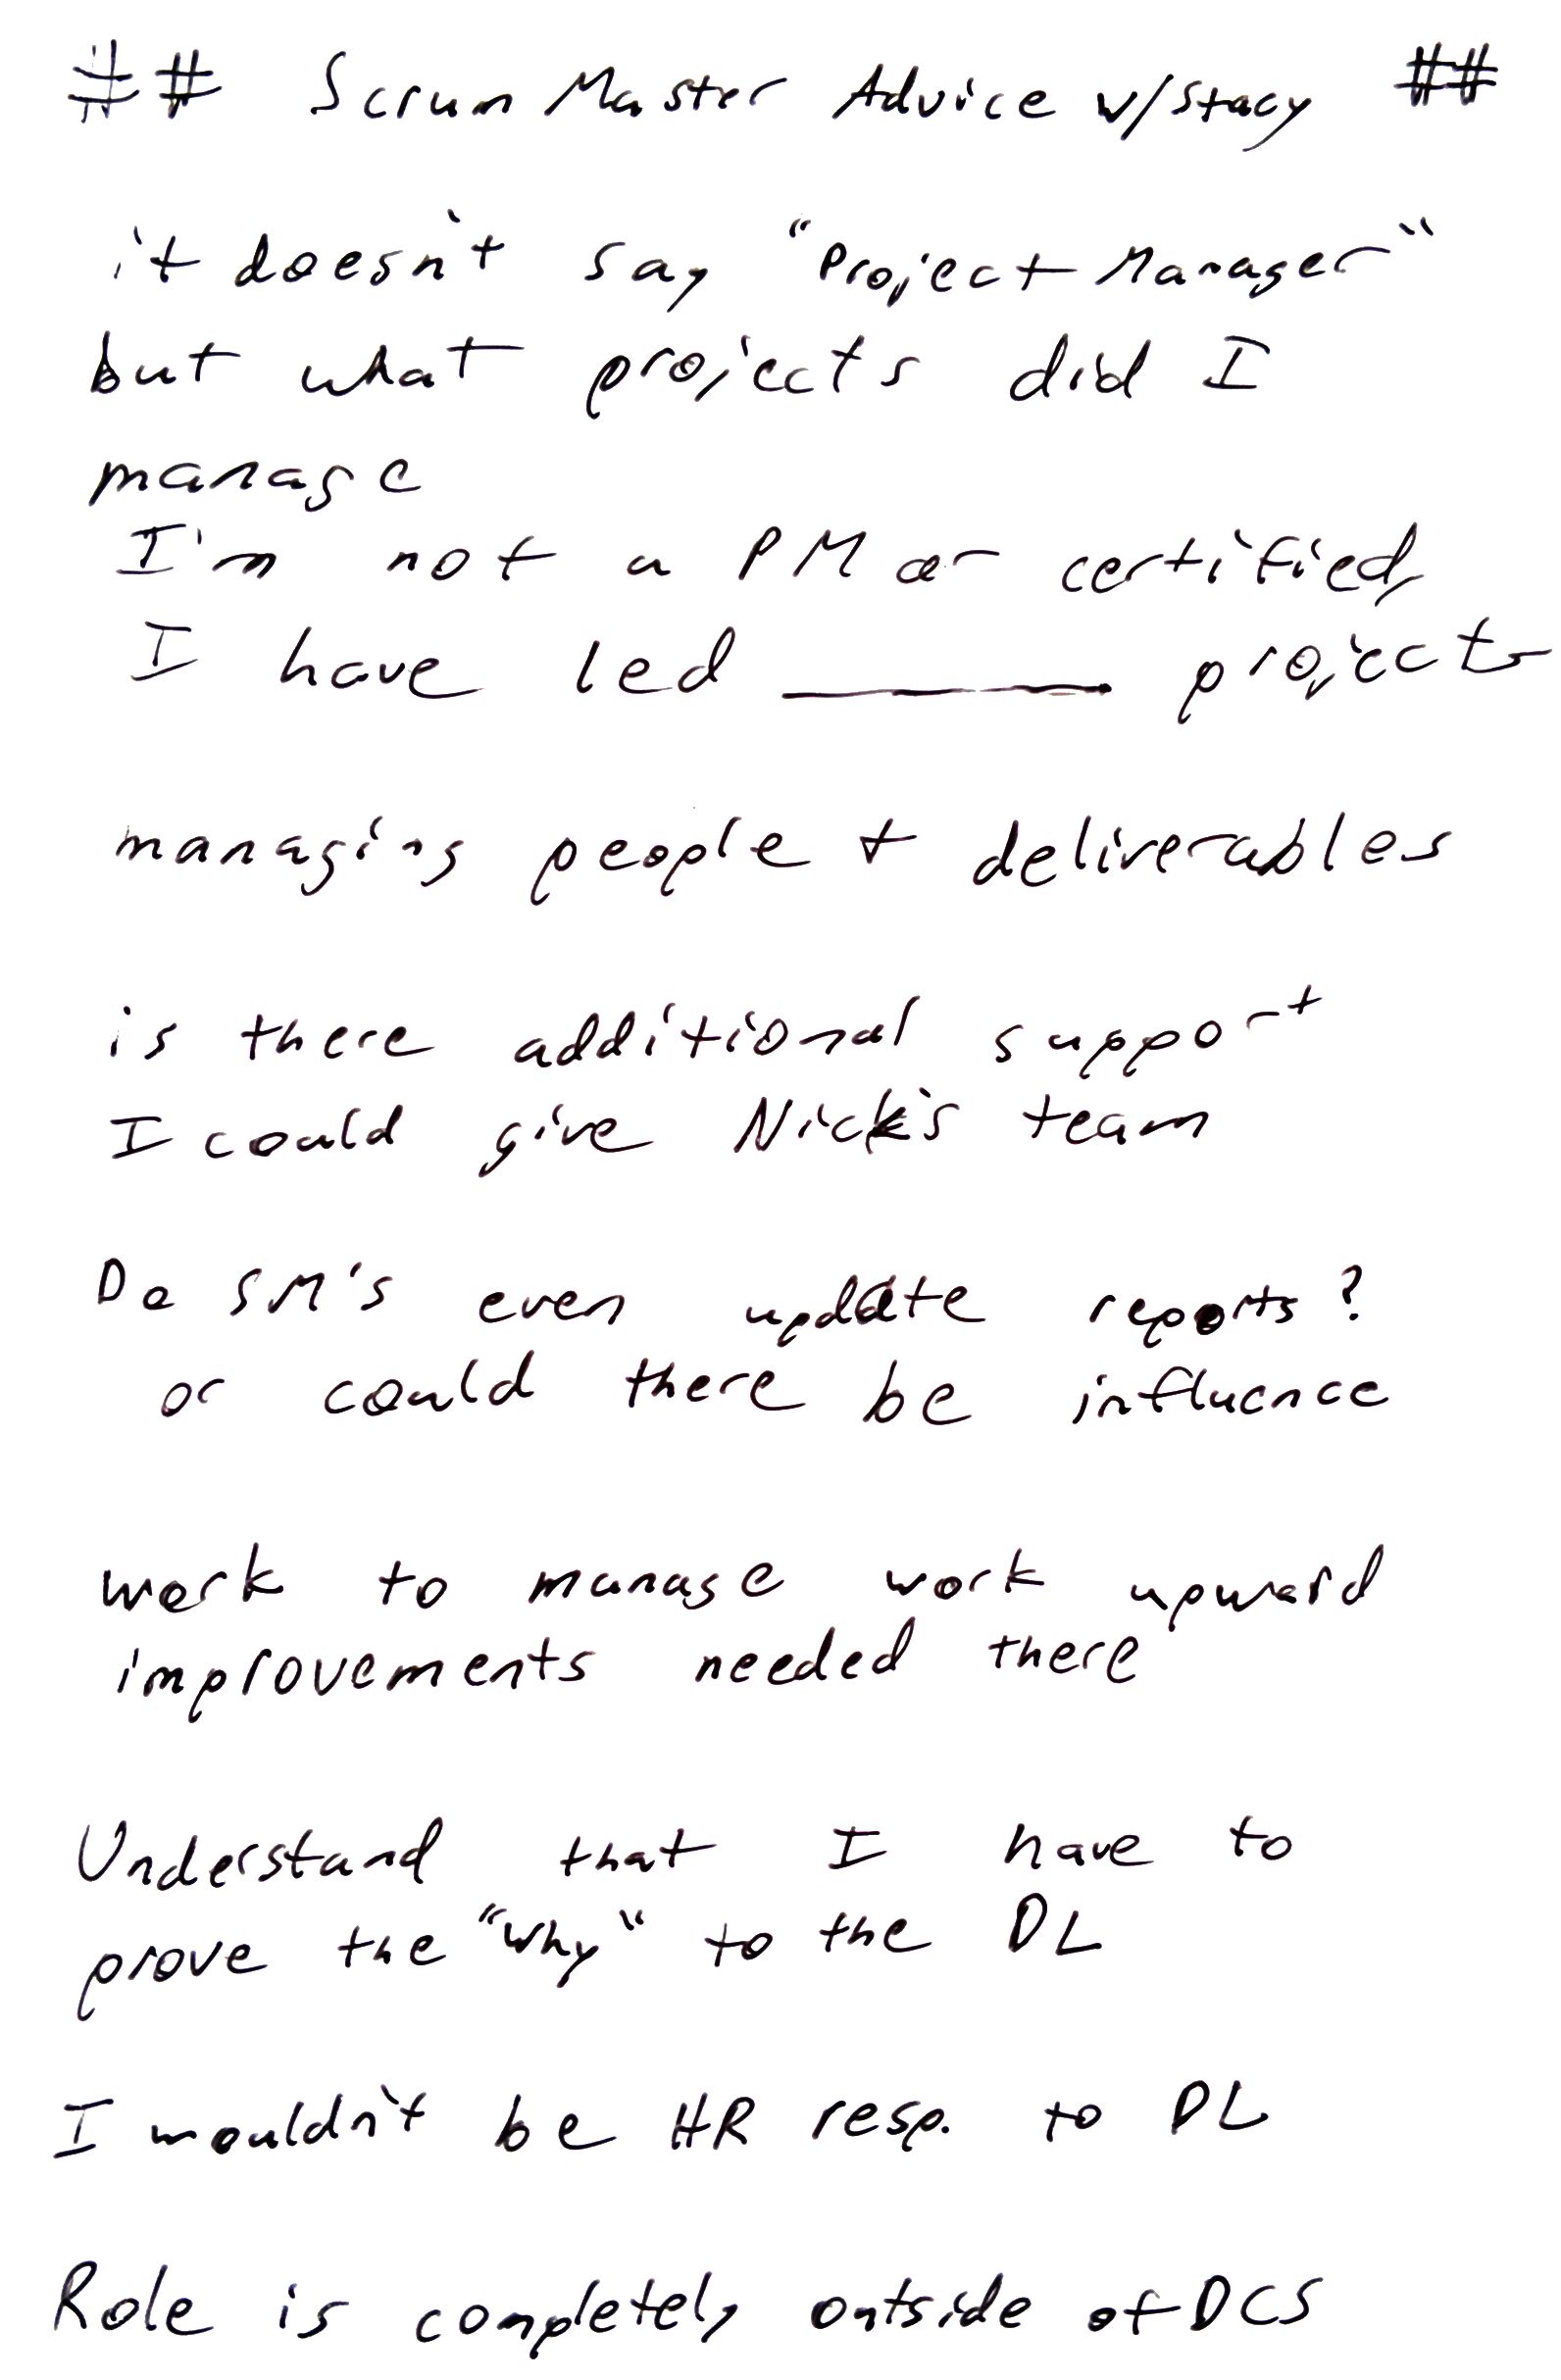 ## Scrum Master Advice w/Stacy ##
it doesn't say "Project Manager"
but what projects did I
manage
I'm not a PM or certified,
I have led ________ projects
managing people + deliverables
is there additional support
I could give Nick's team
Do SM's even update reports?
or could there be influence
work to manage work upward
improvements needed there
Understand that I have to
prove the "why" to the DL
I wouldn't be HR resp. to DL
Role is completely outside of DCS